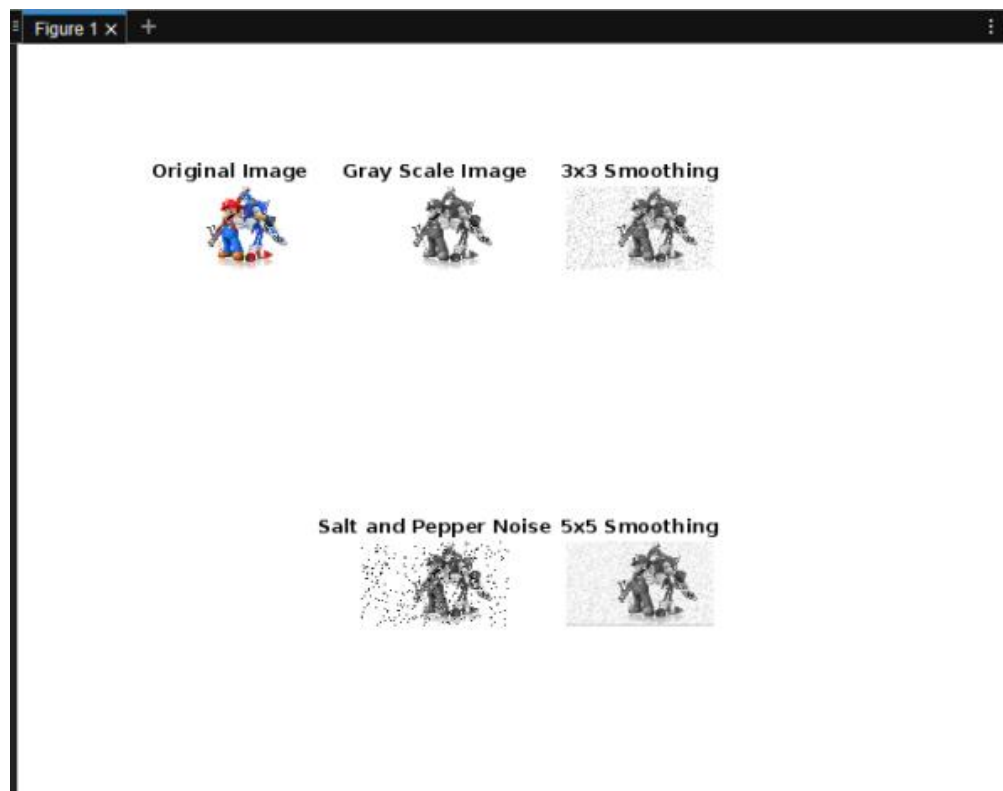 Figure 1
Original Image
Gray Scale Image
3x3 Smoothing
Salt and Pepper Noise
5x5 Smoothing